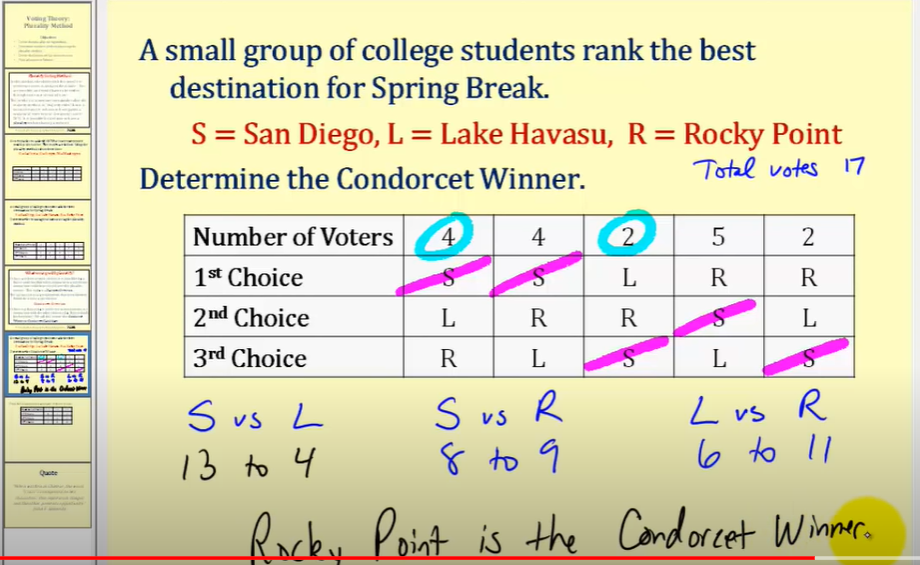 Voting Theory:
Plurality Method
A small group of college students rank the best
destination for Spring Break.
S = San Diego, L = Lake Havasu, R = Rocky Point
Total votes 17
Determine the Condorcet Winner.
Number of Voters 4 4 2 5 2
1st Choice S S L R R
2nd Choice L R R S L
3rd Choice R L S L S
S vs L S vs R L vs R
13 to 4 8 to 9 6 to 11
Rocky Point is the Condorcet Winner.
Quote